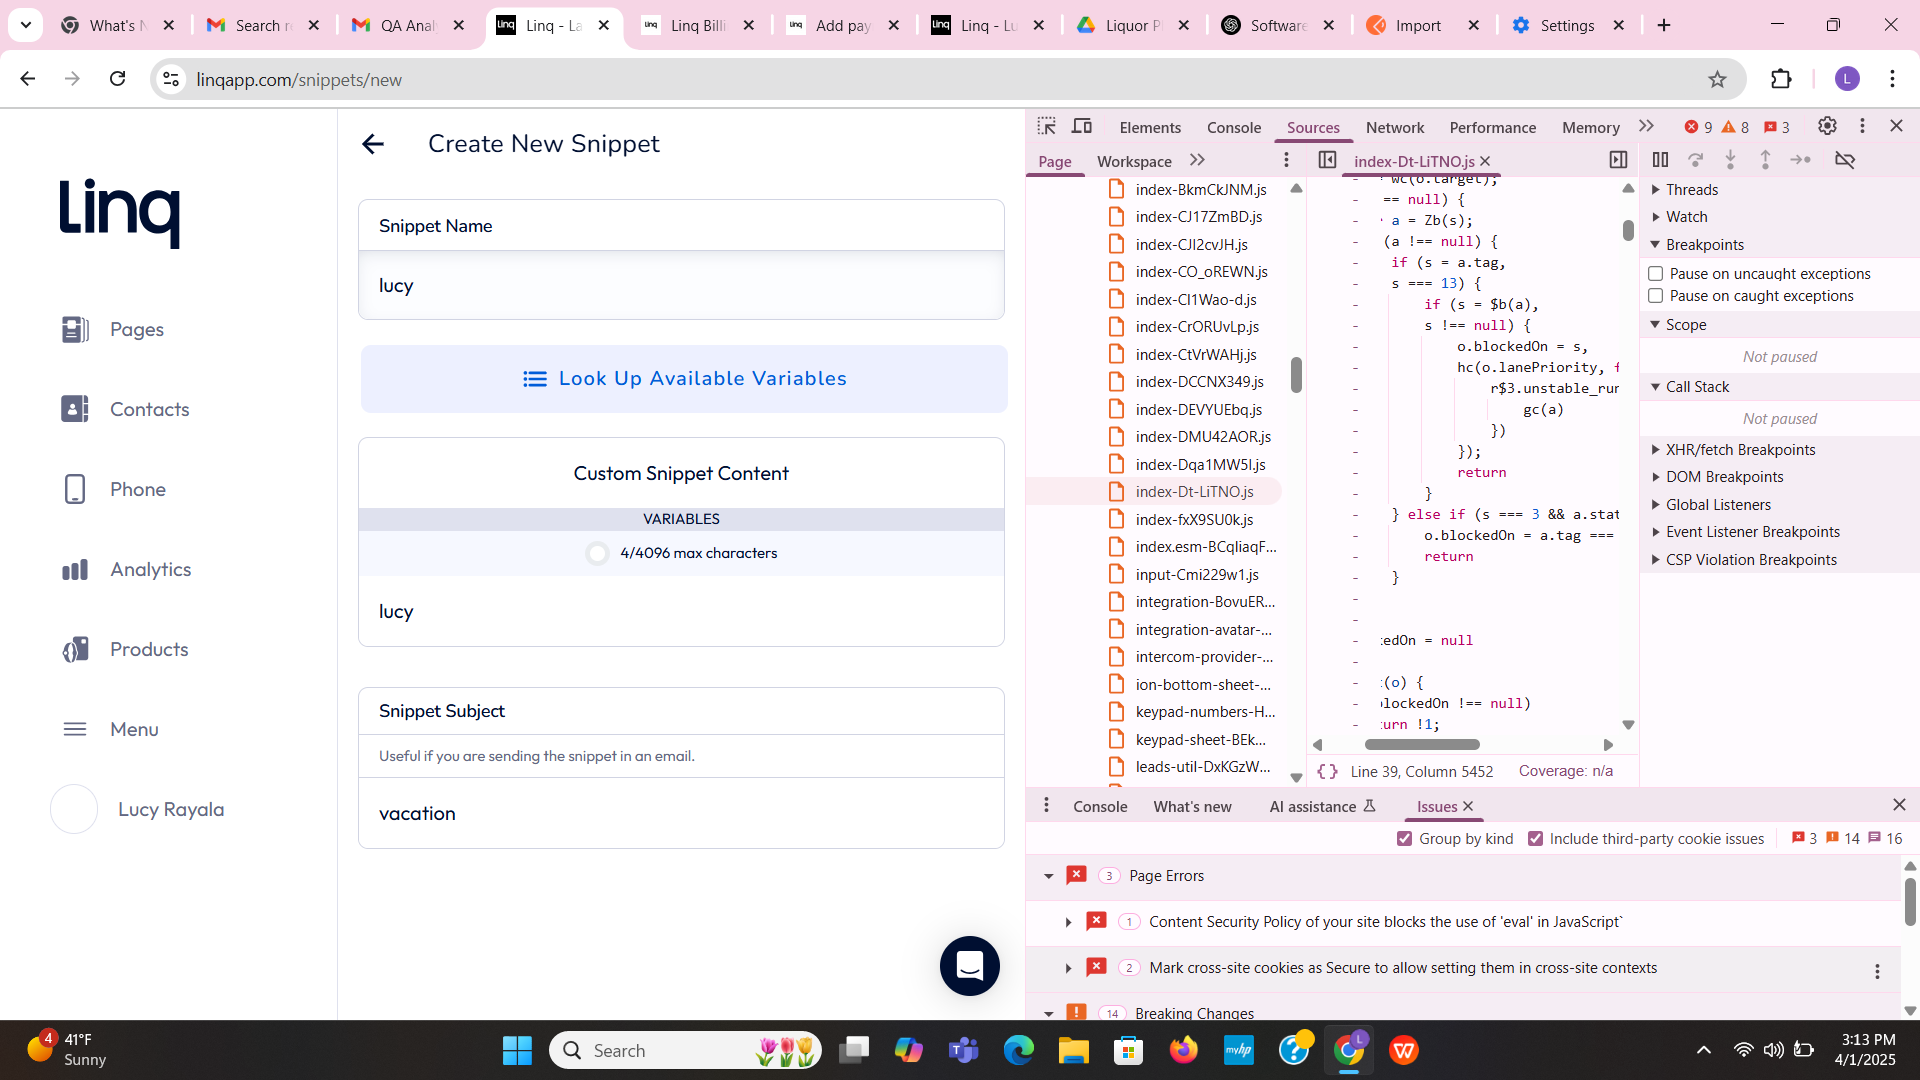 What's N
Search re
QA Anal
Linq - La
Linq Billi
Add pay
Linq - Lu
Liquor P
Software
Import
Settings
linqapp.com/snippets/new
L
Linq
Pages
Contacts
Phone
Analytics
Products
Menu
Lucy Rayala
Create New Snippet
Snippet Name
lucy
Look Up Available Variables
Custom Snippet Content
VARIABLES
4/4096 max characters
lucy
Snippet Subject
Useful if you are sending the snippet in an email.
vacation
Elements Console Sources Network Performance Memory 9 8 3
Page Workspace
index-Dt-LiTNO.js
index-BkmCkJNM.js
index-CJ17ZmBD.js
index-CJI2cvJH.js
index-CO_oREWN.js
index-Cl1Wao-d.js
index-CrORUvLp.js
index-CtVrWAHj.js
index-DCCNX349.js
index-DEVYUEbq.js
index-DMU42AOR.js
index-Dqa1MW5I.js
index-Dt-LiTNO.js
index-fxX9SU0k.js
index.esm-BCqIiaqF...
input-Cmi229w1.js
integration-BovuER...
integration-avatar-...
intercom-provider-...
ion-bottom-sheet-...
keypad-numbers-H...
keypad-sheet-BEk...
leads-util-DxKGzW...
wc(o.target);
== null) {
a = Zb(s);
(a !== null) {
if (s = a.tag,
s === 13) {
if (s = $b(a),
s !== null) {
o.blockedOn = s,
hc(o.lanePriority, f
r$3.unstable_run
gc(a)
})
});
return
}
} else if (s === 3 && a.stat
o.blockedOn = a.tag ===
return
}
kedOn = null
t(o) {
blockedOn !== null)
turn !1;
{} Line 39, Column 5452 Coverage: n/a
Threads
Watch
Breakpoints
Pause on uncaught exceptions
Pause on caught exceptions
Scope
Not paused
Call Stack
Not paused
XHR/fetch Breakpoints
DOM Breakpoints
Global Listeners
Event Listener Breakpoints
CSP Violation Breakpoints
Console What's new AI assistance Issues
Group by kind Include third-party cookie issues 3 14 16
3 Page Errors
1 Content Security Policy of your site blocks the use of 'eval' in JavaScript`
2 Mark cross-site cookies as Secure to allow setting them in cross-site contexts
14 Breaking Changes
4
41°F
Sunny
Search
myhp
L
3:13 PM
4/1/2025